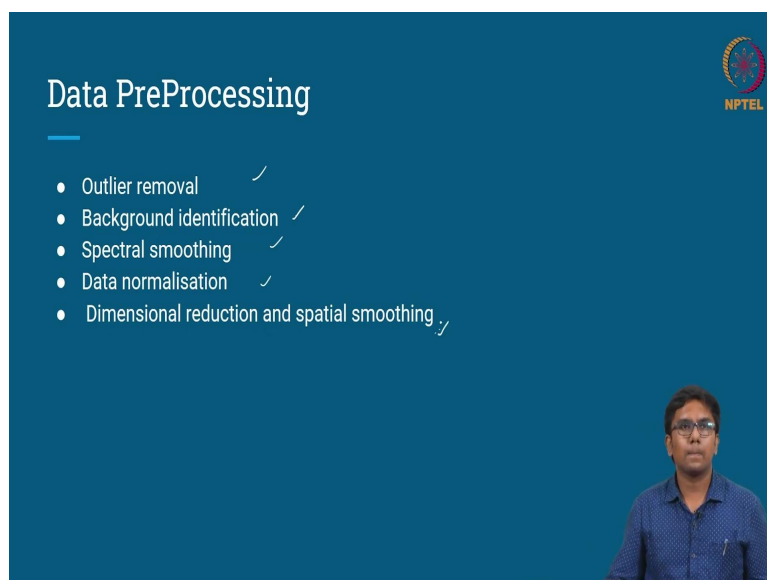 Data PreProcessing
NPTEL
● Outlier removal
● Background identification
● Spectral smoothing
● Data normalisation
● Dimensional reduction and spatial smoothing .